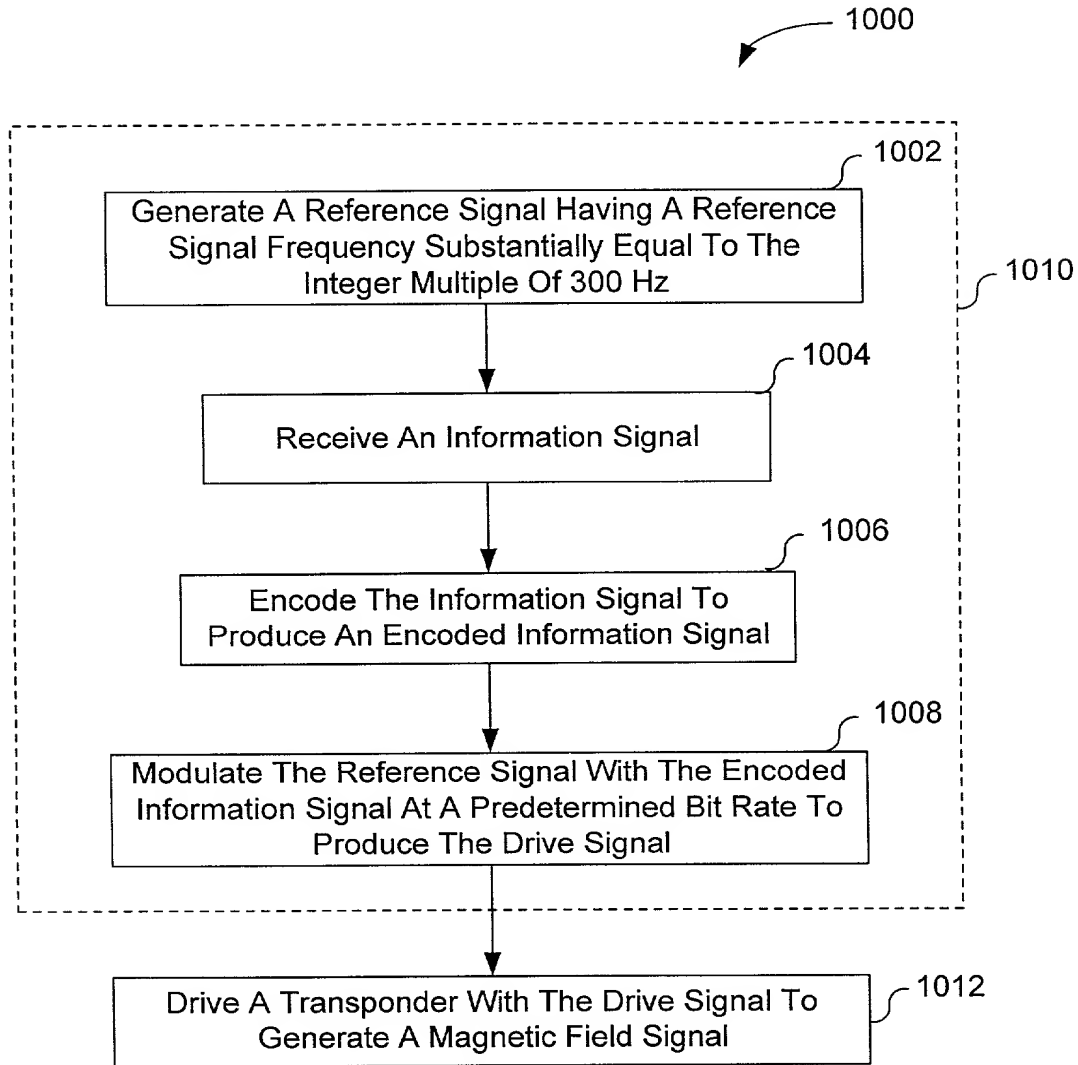 1000
1002
Generate A Reference Signal Having A Reference
Signal Frequency Substantially Equal To The
Integer Multiple Of 300 Hz
1010
1004
Receive An Information Signal
1006
Encode The Information Signal To
Produce An Encoded Information Signal
1008
Modulate The Reference Signal With The Encoded
Information Signal At A Predetermined Bit Rate To
Produce The Drive Signal
Drive A Transponder With The Drive Signal To
Generate A Magnetic Field Signal
1012